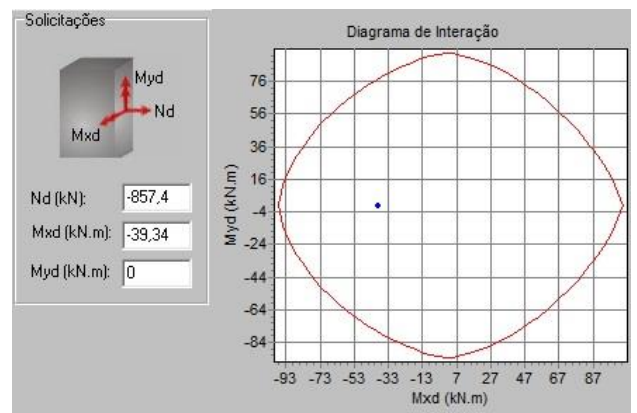 Solicitações
Myd
Nd
Mxd
Nd (kN): -857,4
Mxd (kN.m): -39,34
Myd (kN.m): 0
Diagrama de Interação
Myd (kN.m)
76
56
36
16
-4
-24
-44
-64
-84
-93 -73 -53 -33 -13 7 27 47 67 87
Mxd (kN.m)